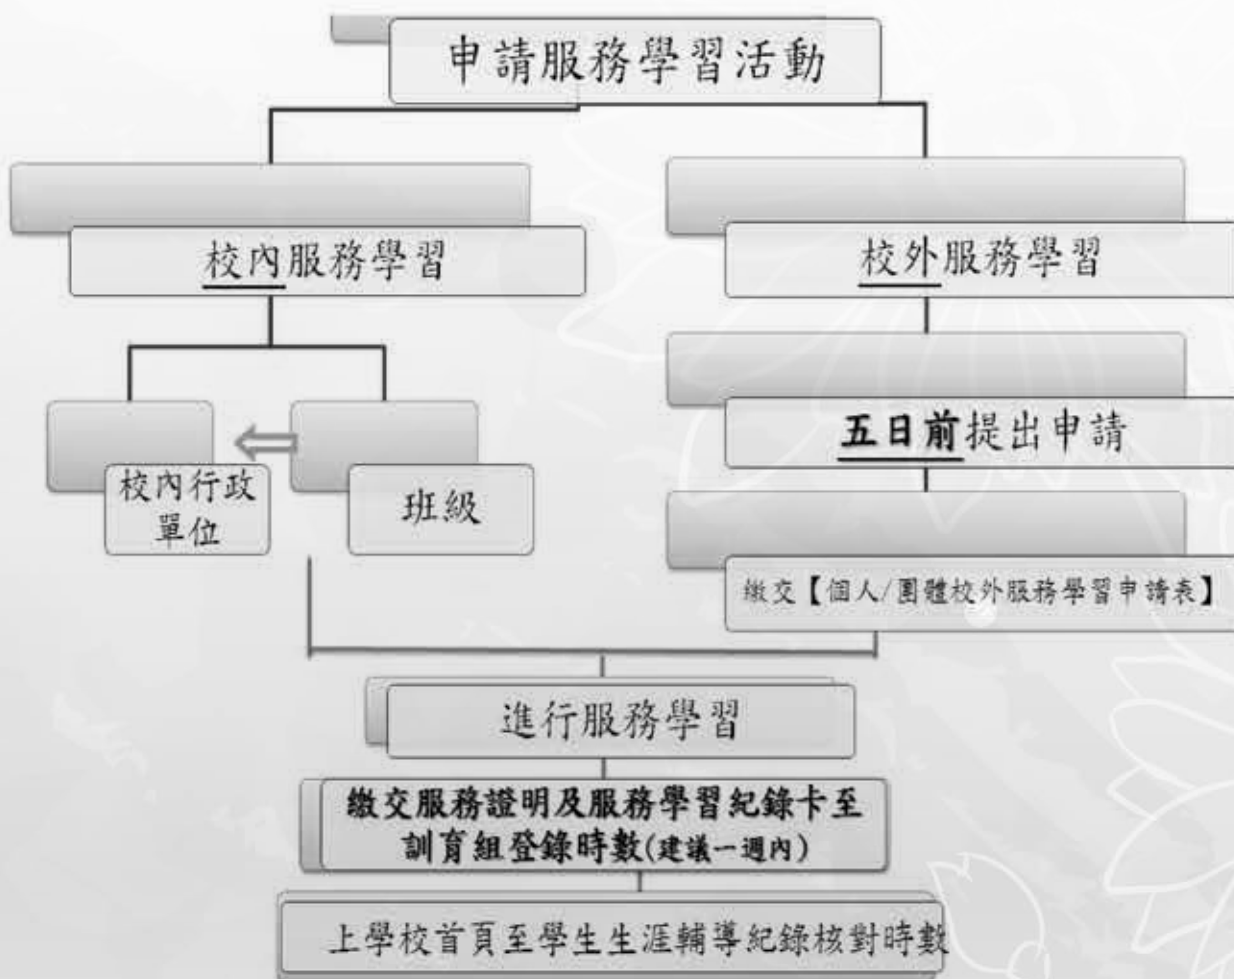 申請服務學習活動
校內服務學習
校外服務學習
五日前提出申請
校內行政
單位
班級
繳交【個人/團體校外服務學習申請表】
進行服務學習
繳交服務證明及服務學習紀錄卡至
訓育組登錄時數(建議一週內)
上學校首頁至學生生涯輔導紀錄核對時數